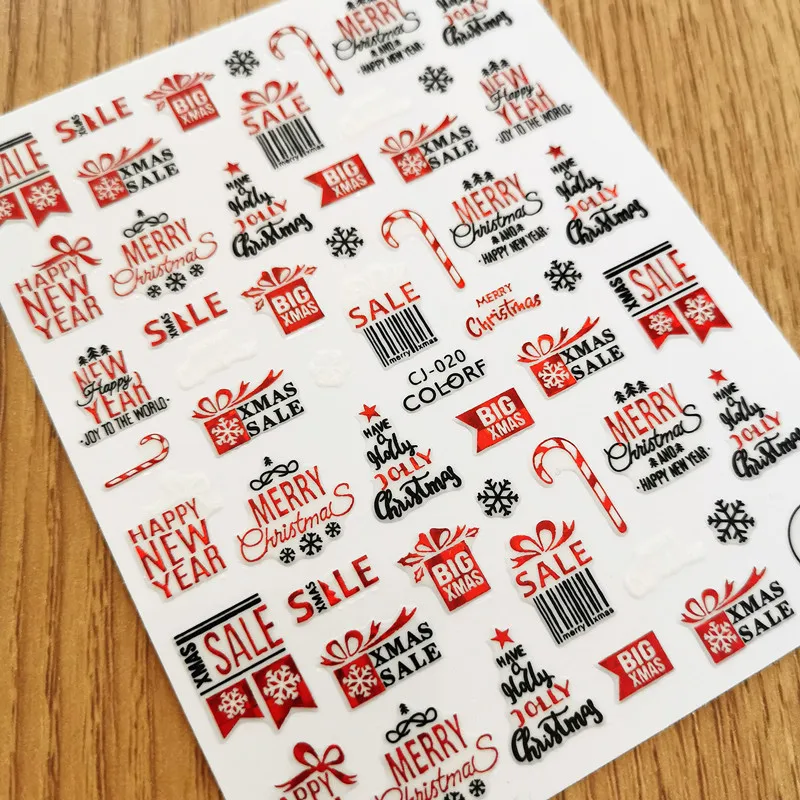 MERRY
Christmas
AND
·HAPPY NEW YEAR·
JOLLY
Christmas
SALE
XMAS
BIG
XMAS
SALE
merry xmas
NEW
Happy
YEAR
·JOY TO THE WORLD·
SALE
XMAS
SALE
XMAS
SALE
BIG
XMAS
HAVE
A
Holly
JOLLY
Christmas
MERRY
Christmas
AND
·HAPPY NEW YEAR·
HAVE
A
Holly
JOLLY
Christmas
HAPPY
NEW
YEAR
MERRY
Christmas
SALE
XMAS
BIG
XMAS
SALE
merry xmas
MERRY
Christmas
XMAS
SALE
NEW
Happy
YEAR
·JOY TO THE WORLD·
XMAS
SALE
CJ-020
COLORF
BIG
XMAS
XMAS
SALE
HAVE
A
Holly
JOLLY
Christmas
MERRY
Christmas
AND
·HAPPY NEW YEAR·
HAVE
A
Holly
JOLLY
Christmas
HAPPY
NEW
YEAR
MERRY
Christmas
SALE
XMAS
BIG
XMAS
SALE
merry xmas
XMAS
SALE
XMAS
SALE
XMAS
SALE
HAVE
A
Holly
JOLLY
Christmas
BIG
XMAS
HAPPY
MERRY
Christmas